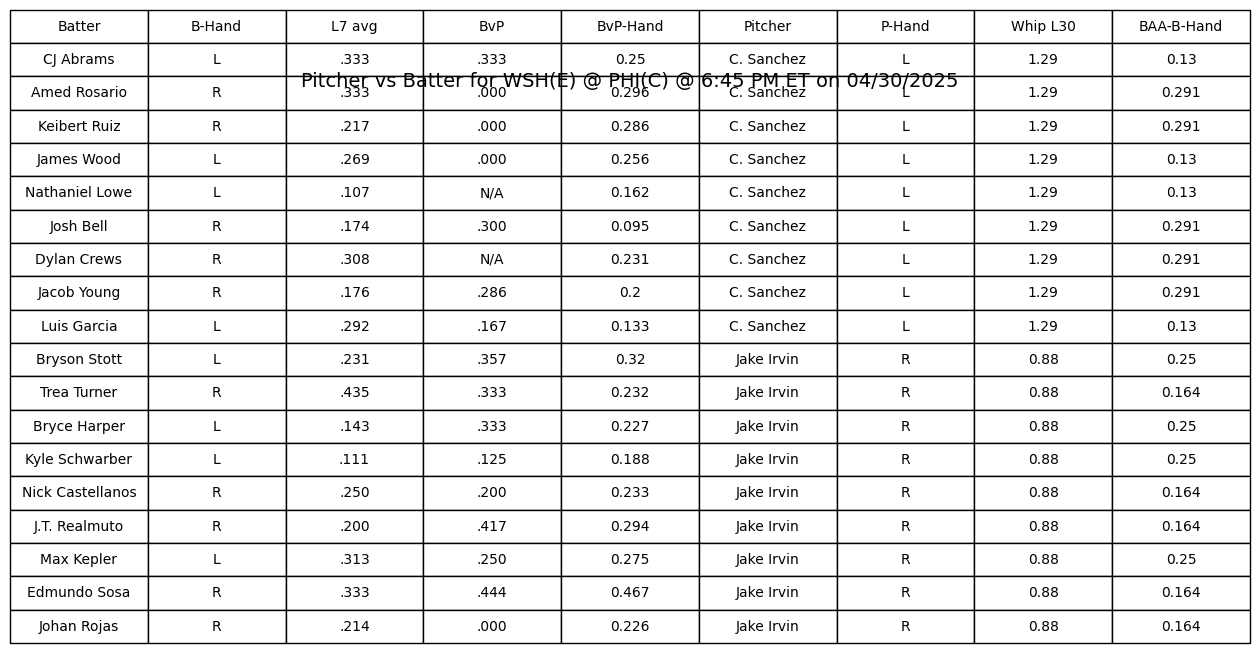 Batter B-Hand L7 avg BvP BvP-Hand Pitcher P-Hand Whip L30 BAA-B-Hand
CJ Abrams L .333 .333 0.25 C. Sanchez L 1.29 0.13
Pitcher vs Batter for WSH(E) @ PHI(C) @ 6:45 PM ET on 04/30/2025
Amed Rosario R .333 .000 0.296 C. Sanchez L 1.29 0.291
Keibert Ruiz R .217 .000 0.286 C. Sanchez L 1.29 0.291
James Wood L .269 .000 0.256 C. Sanchez L 1.29 0.13
Nathaniel Lowe L .107 N/A 0.162 C. Sanchez L 1.29 0.13
Josh Bell R .174 .300 0.095 C. Sanchez L 1.29 0.291
Dylan Crews R .308 N/A 0.231 C. Sanchez L 1.29 0.291
Jacob Young R .176 .286 0.2 C. Sanchez L 1.29 0.291
Luis Garcia L .292 .167 0.133 C. Sanchez L 1.29 0.13
Bryson Stott L .231 .357 0.32 Jake Irvin R 0.88 0.25
Trea Turner R .435 .333 0.232 Jake Irvin R 0.88 0.164
Bryce Harper L .143 .333 0.227 Jake Irvin R 0.88 0.25
Kyle Schwarber L .111 .125 0.188 Jake Irvin R 0.88 0.25
Nick Castellanos R .250 .200 0.233 Jake Irvin R 0.88 0.164
J.T. Realmuto R .200 .417 0.294 Jake Irvin R 0.88 0.164
Max Kepler L .313 .250 0.275 Jake Irvin R 0.88 0.25
Edmundo Sosa R .333 .444 0.467 Jake Irvin R 0.88 0.164
Johan Rojas R .214 .000 0.226 Jake Irvin R 0.88 0.164